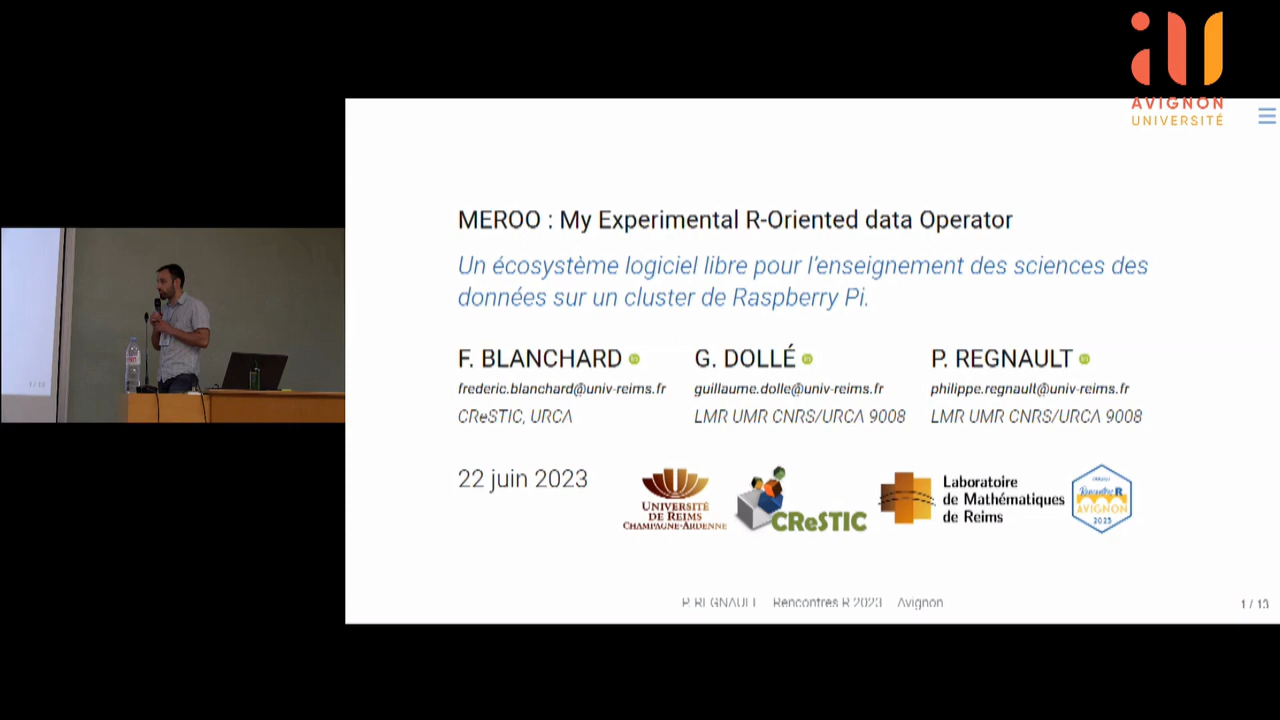 AVIGNON
UNIVERSITÉ
MEROO : My Experimental R-Oriented data Operator
Un écosystème logiciel libre pour l'enseignement des sciences des
données sur un cluster de Raspberry Pi.
F. BLANCHARD
frederic.blanchard@univ-reims.fr
CReSTIC, URCA
G. DOLLÉ
guillaume.dolle@univ-reims.fr
LMR UMR CNRS/URCA 9008
P. REGNAULT
philippe.regnault@univ-reims.fr
LMR UMR CNRS/URCA 9008
22 juin 2023
UNIVERSITÉ
DE REIMS
CHAMPAGNE-ARDENNE
CReSTIC
Laboratoire
de Mathématiques
de Reims
Rencontres R
AVIGNON
2023
P. REGNAULT Rencontres R 2023 Avignon
1 / 13